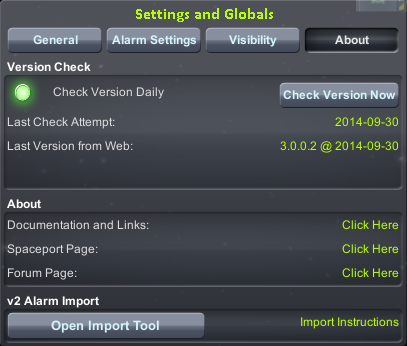 Settings and Globals
General Alarm Settings Visibility About
Version Check
Check Version Daily Check Version Now
Last Check Attempt: 2014-09-30
Last Version from Web: 3.0.0.2 @ 2014-09-30
About
Documentation and Links: Click Here
Spaceport Page: Click Here
Forum Page: Click Here
v2 Alarm Import
Open Import Tool Import Instructions